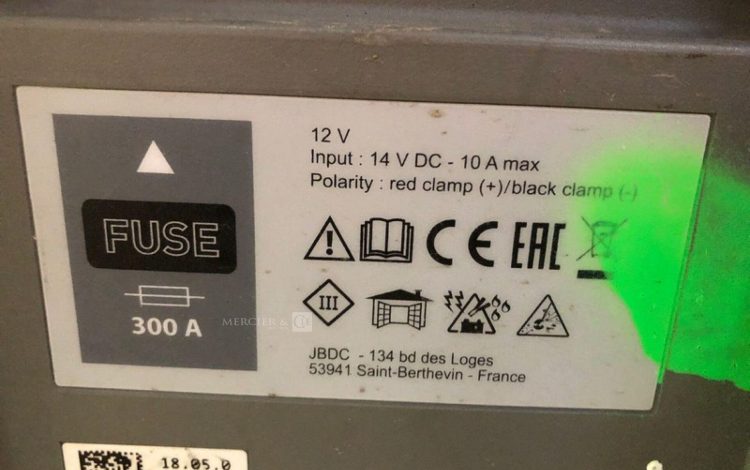 FUSE
300 A
12 V
Input : 14 V DC - 10 A max
Polarity : red clamp (+)/black clamp (-)
CE EAC
III
JBDC - 134 bd des Loges
53941 Saint-Berthevin - France
MERCIER &
18.05.0